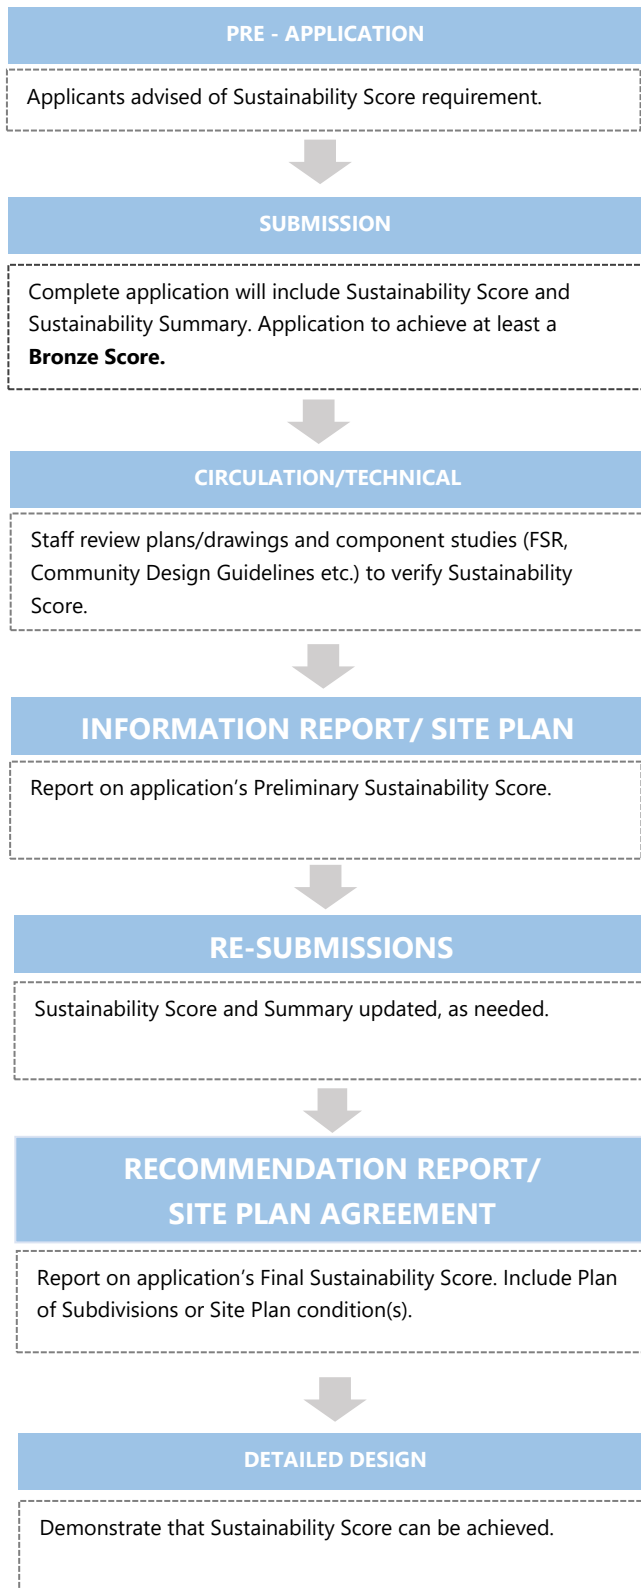 PRE - APPLICATION
Applicants advised of Sustainability Score requirement.
SUBMISSION
Complete application will include Sustainability Score and
Sustainability Summary. Application to achieve at least a
Bronze Score.
CIRCULATION/TECHNICAL
Staff review plans/drawings and component studies (FSR,
Community Design Guidelines etc.) to verify Sustainability
Score.
INFORMATION REPORT/ SITE PLAN
Report on application’s Preliminary Sustainability Score.
RE-SUBMISSIONS
Sustainability Score and Summary updated, as needed.
RECOMMENDATION REPORT/
SITE PLAN AGREEMENT
Report on application’s Final Sustainability Score. Include Plan
of Subdivisions or Site Plan condition(s).
DETAILED DESIGN
Demonstrate that Sustainability Score can be achieved.